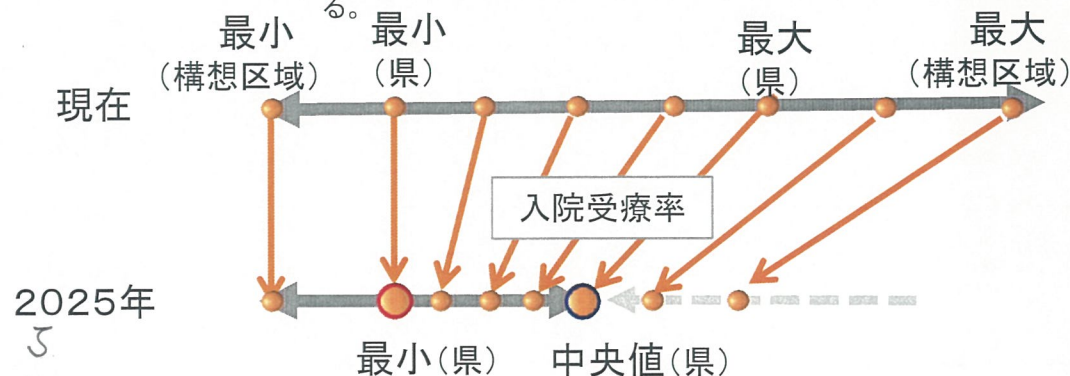 る。
最小
(構想区域)
最小
(県)
最大
(県)
最大
(構想区域)
現在
入院受療率
2025年
最小(県)
中央値(県)